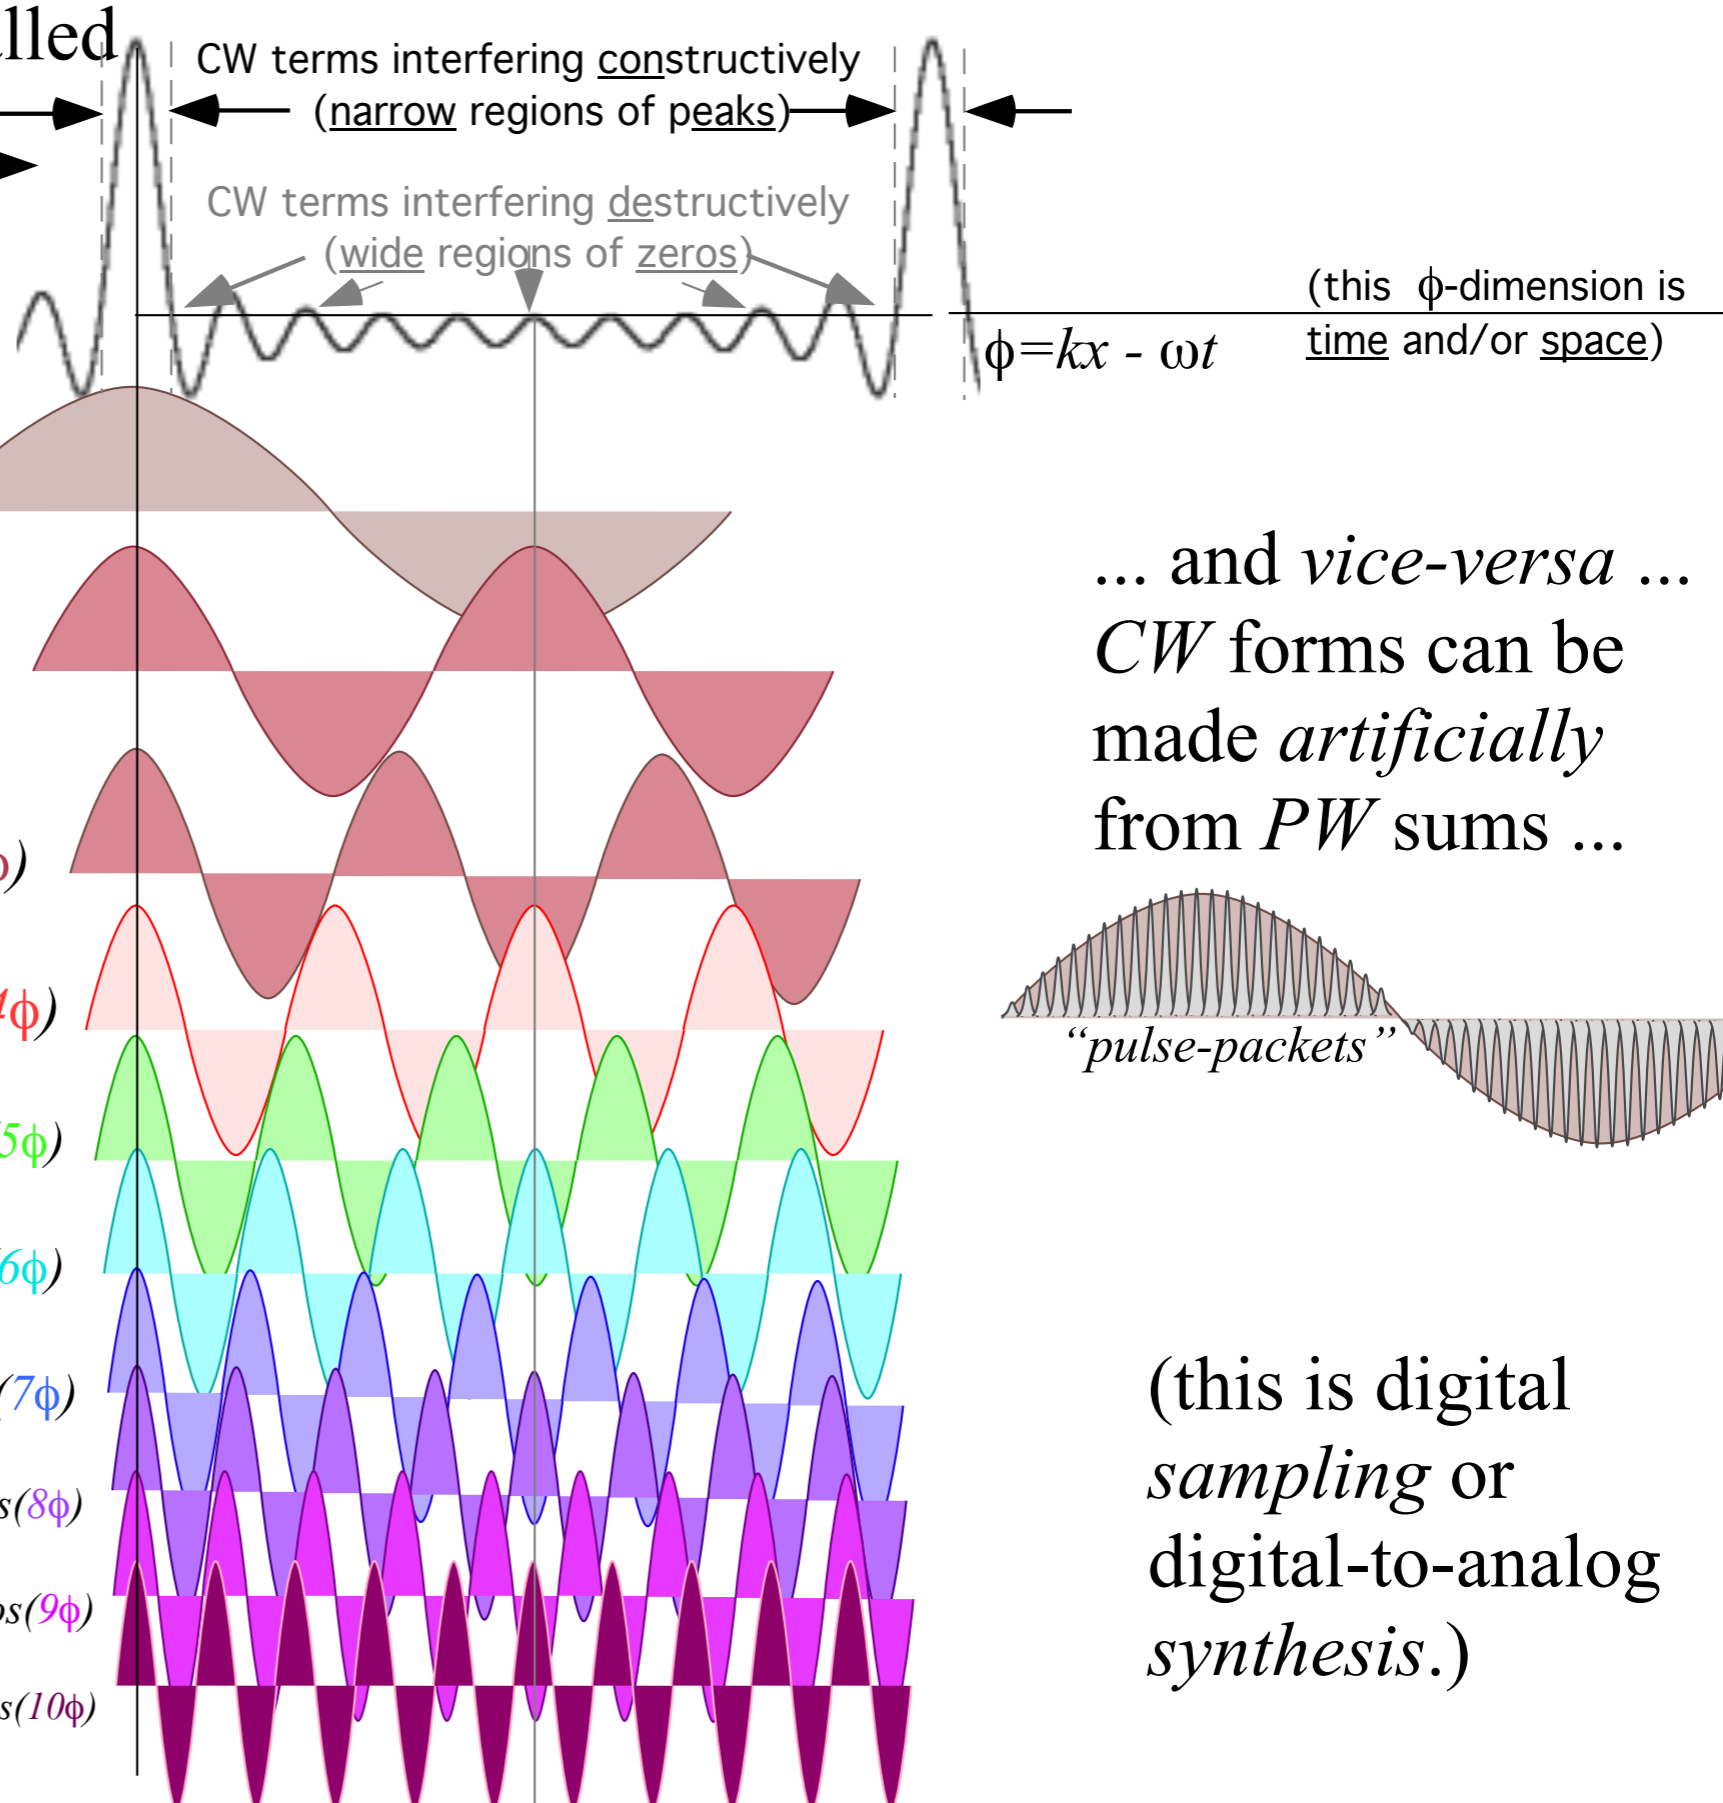 CW terms interfering constructively
(narrow regions of peaks)
CW terms interfering destructively
(wide regions of zeros)
(this ϕ-dimension is
time and/or space)
ϕ=kx - ωt
... and vice-versa ...
CW forms can be
made artificially
from PW sums ...
“pulse-packets”
ϕ)
4ϕ)
5ϕ)
6ϕ)
(7ϕ)
s(8ϕ)
os(9ϕ)
s(10ϕ)
(this is digital
sampling or
digital-to-analog
synthesis.)